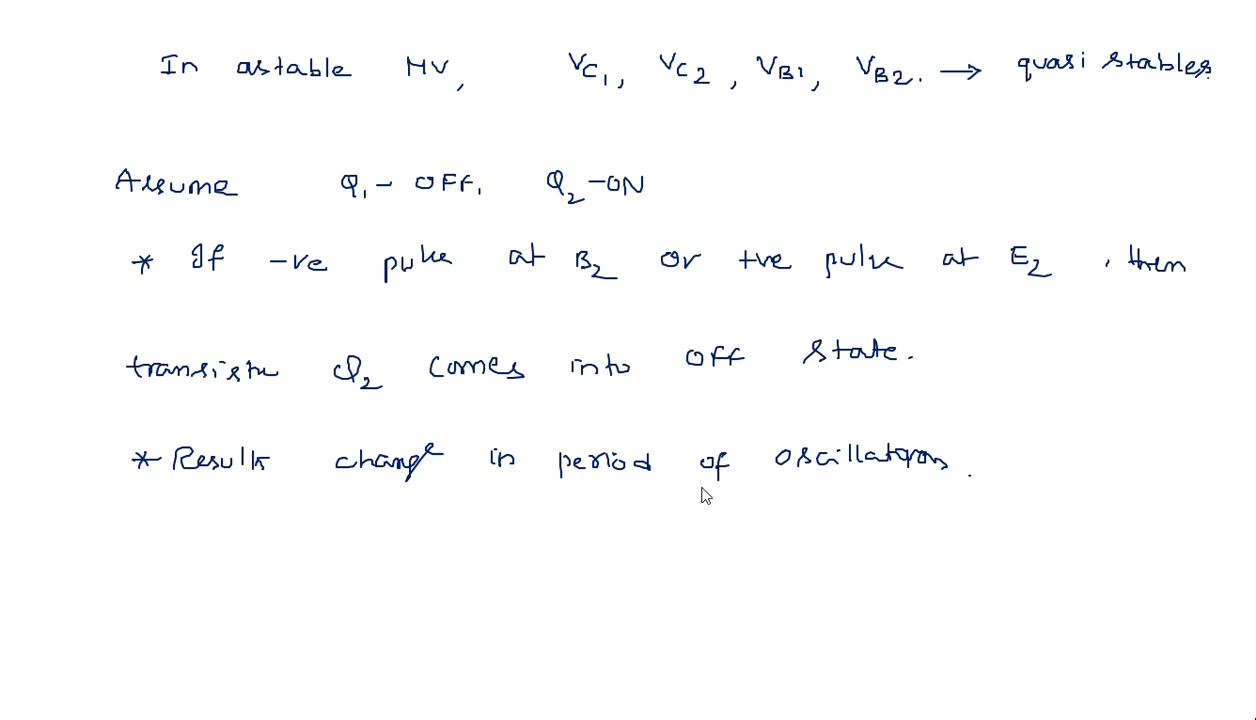 In astable MV, VC1, VC2, VB1, VB2. → quasi stables.
Assume Q1 - OFF, Q2 - ON
* If -ve pulse at B2 or +ve pulse at E2, then
transistor Q2 comes into OFF state.
* Results change in period of oscillations.